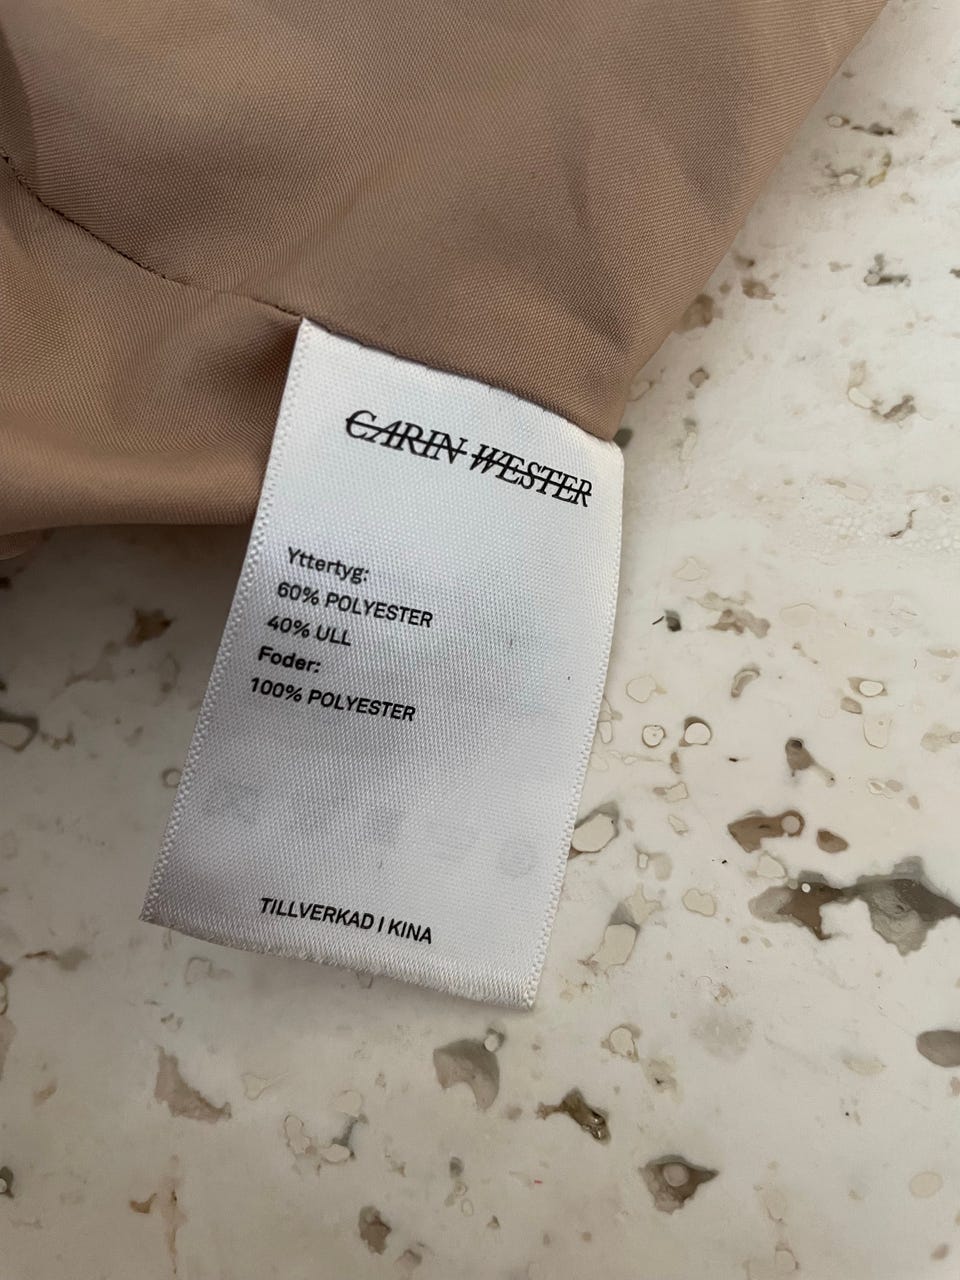 CARIN WESTER
Yttertyg:
60% POLYESTER
40% ULL
Foder:
100% POLYESTER
TILLVERKAD I KINA